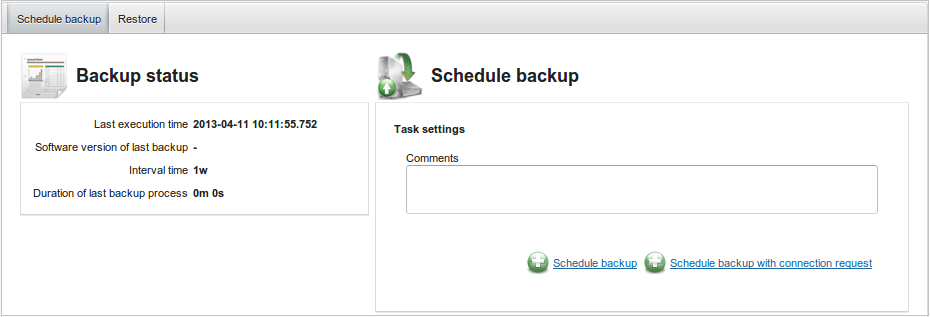 Schedule backup
Restore
Backup status
Last execution time 2013-04-11 10:11:55.752
Software version of last backup -
Interval time 1w
Duration of last backup process 0m 0s
Schedule backup
Task settings
Comments
Schedule backup
Schedule backup with connection request